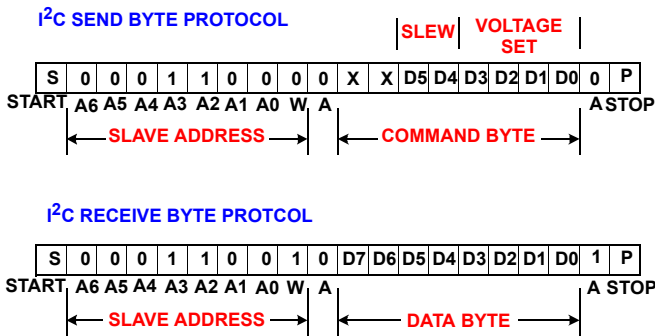 I²C SEND BYTE PROTOCOL
SLEW VOLTAGE SET
S 0 0 0 1 1 0 0 0 0 X X D5 D4 D3 D2 D1 D0 0 P
START A6 A5 A4 A3 A2 A1 A0 W A A STOP
SLAVE ADDRESS COMMAND BYTE
I²C RECEIVE BYTE PROTCOL
S 0 0 0 1 1 0 0 1 0 D7 D6 D5 D4 D3 D2 D1 D0 1 P
START A6 A5 A4 A3 A2 A1 A0 W A A STOP
SLAVE ADDRESS DATA BYTE